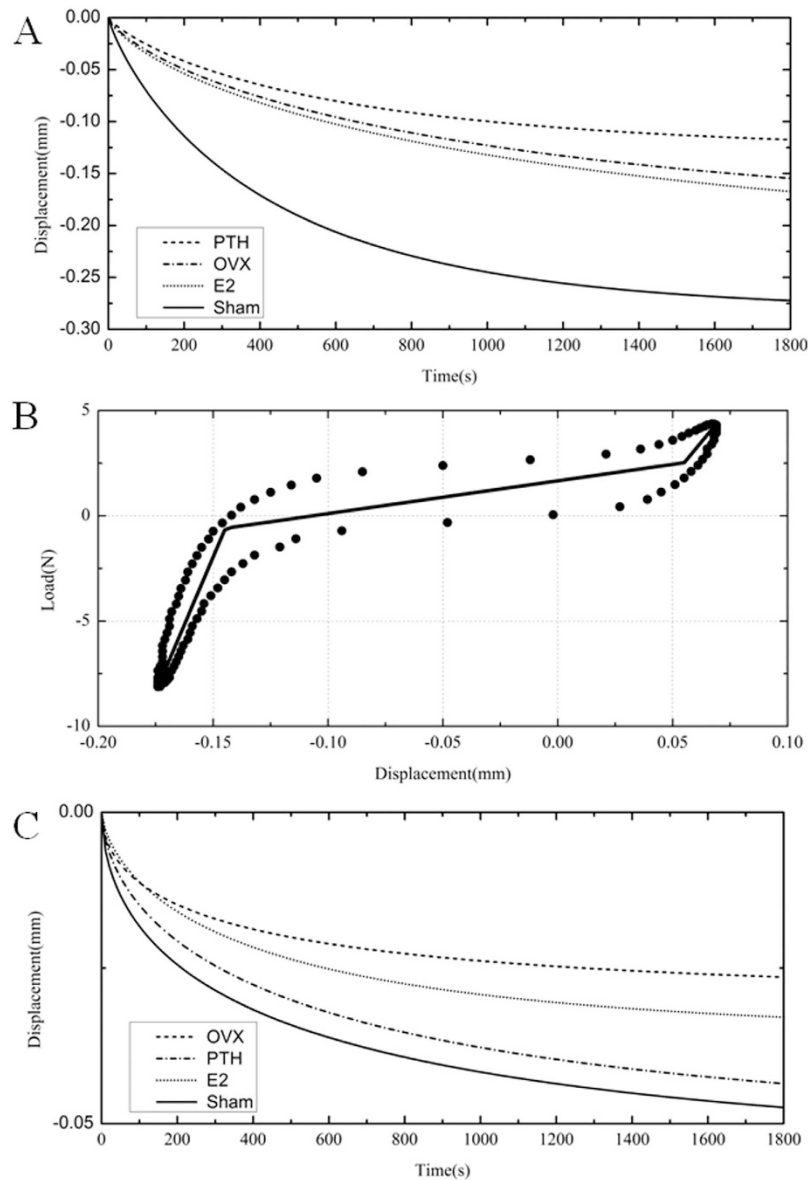 A
0.00
-0.05
-0.10
-0.15
-0.20
-0.25
-0.30
Displacement(mm)
PTH
OVX
E2
Sham
0 200 400 600 800 1000 1200 1400 1600 1800
Time(s)
B
5
0
-5
-10
Load(N)
-0.20 -0.15 -0.10 -0.05 0.00 0.05 0.10
Displacement(mm)
C
0.00
-0.05
Displacement(mm)
OVX
PTH
E2
Sham
0 200 400 600 800 1000 1200 1400 1600 1800
Time(s)